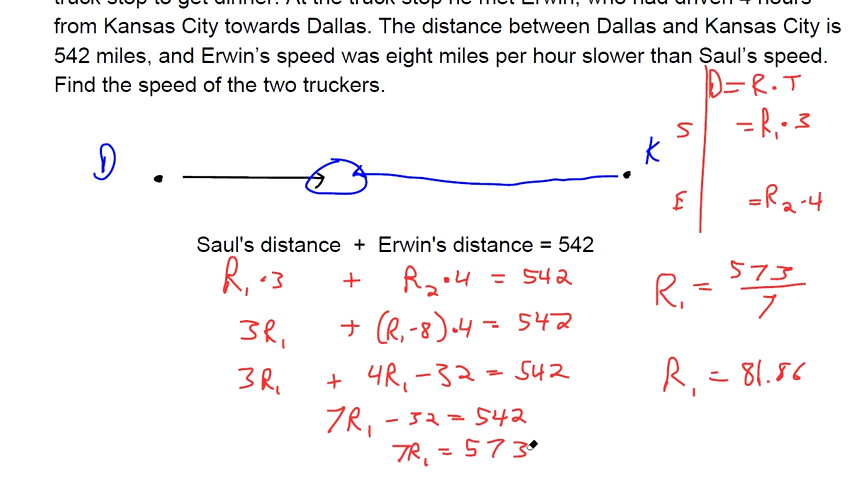 truck stop to get dinner. At the truck stop he met Erwin, who had driven 4 hours
from Kansas City towards Dallas. The distance between Dallas and Kansas City is
542 miles, and Erwin's speed was eight miles per hour slower than Saul's speed.
Find the speed of the two truckers.
D = R · T
S = R₁ · 3
E = R₂ · 4
D
K
Saul's distance + Erwin's distance = 542
R₁ · 3 + R₂ · 4 = 542
3R₁ + (R₁ - 8) · 4 = 542
3R₁ + 4R₁ - 32 = 542
7R₁ - 32 = 542
7R₁ = 573
R₁ = 573/7
R₁ = 81.86